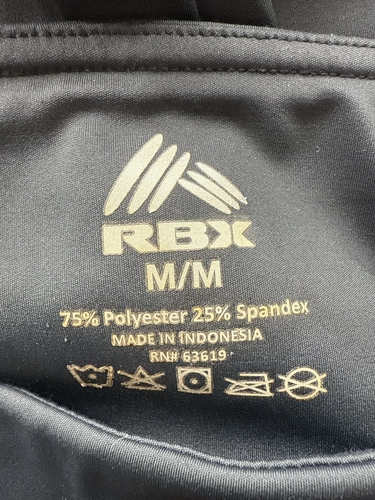 RBX
M/M
75% Polyester 25% Spandex
MADE IN INDONESIA
RN# 63619